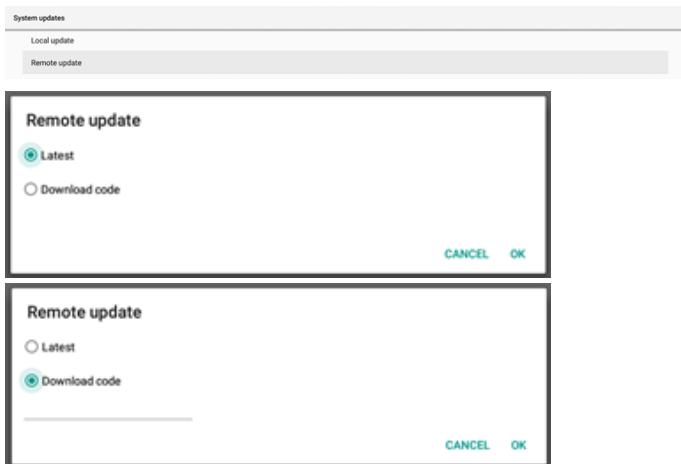 System updates
Local update
Remote update
Remote update
Latest
Download code
CANCEL OK
Remote update
Latest
Download code
CANCEL OK